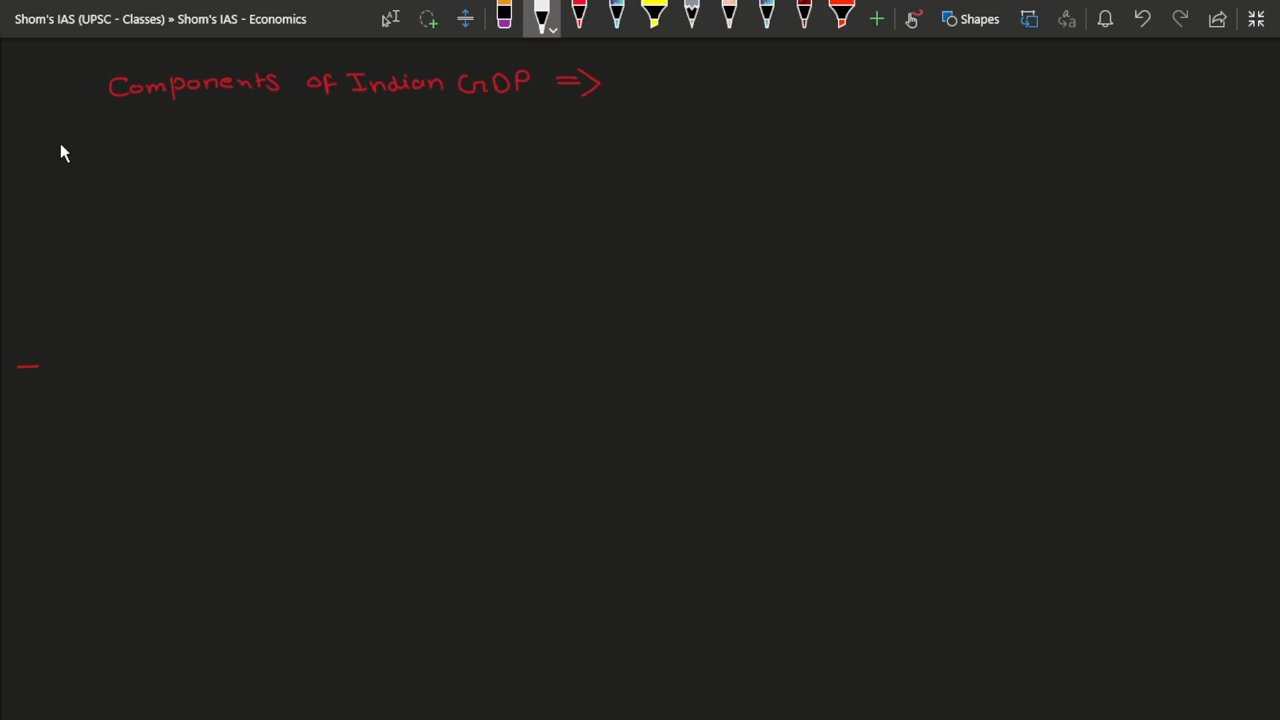 Shom's IAS (UPSC - Classes) » Shom's IAS - Economics
Shapes
Components of Indian GDP =>